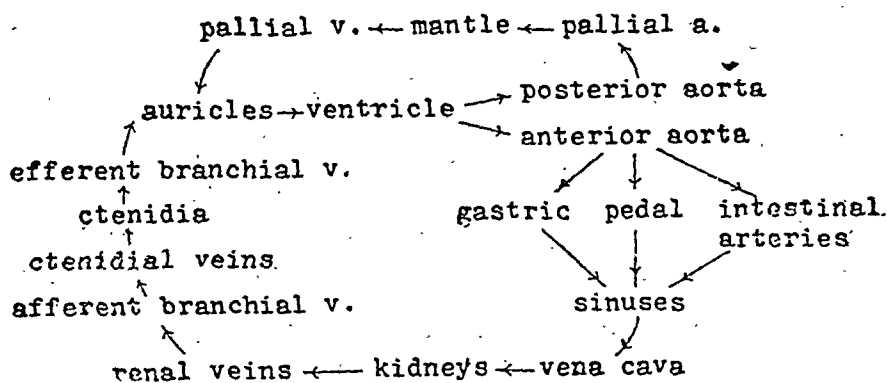 pallial v. ← mantle ← pallial a.
posterior aorta
auricles → ventricle
anterior aorta
efferent branchial v.
ctenidia
gastric pedal intestinal
arteries
ctenidial veins
sinuses
afferent branchial v.
renal veins ← kidneys ← vena cava